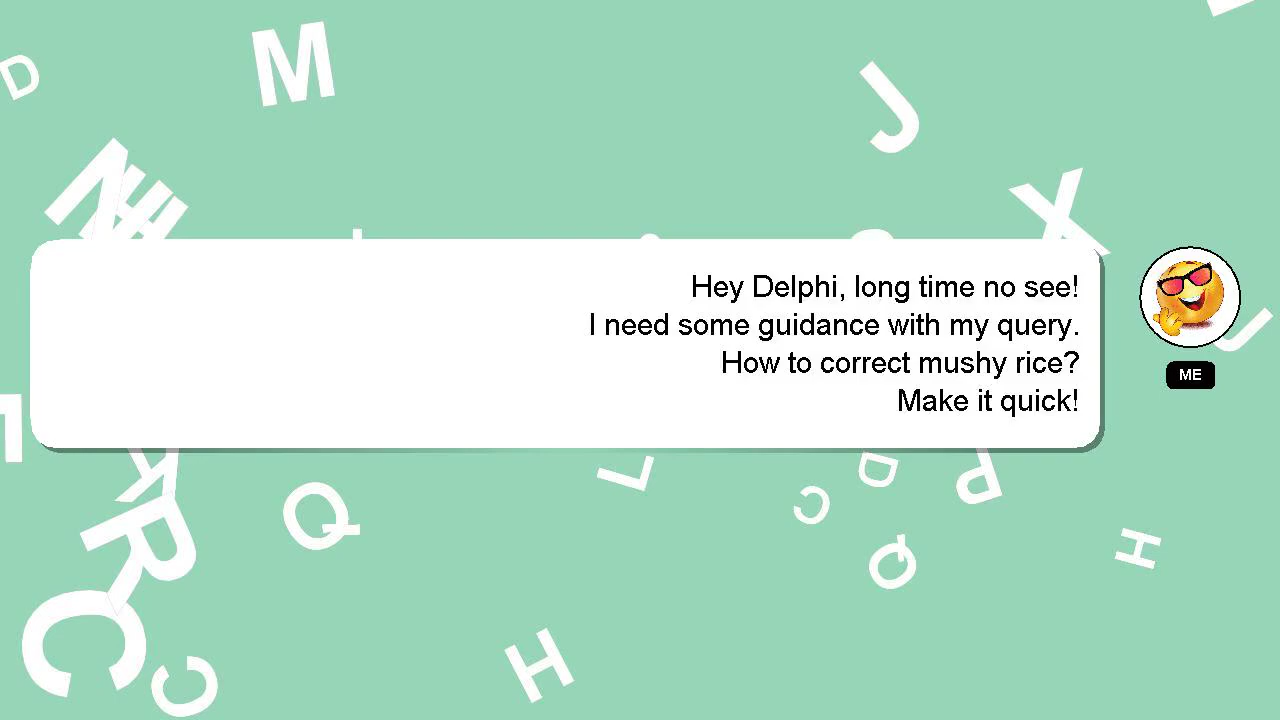 D
M
J
N
H
X
Hey Delphi, long time no see!
I need some guidance with my query.
How to correct mushy rice?
Make it quick!
ME
J
L
D
P
C
Q
R
Q
H
C
C
H